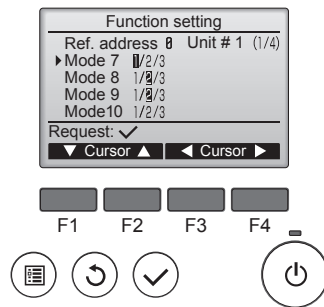 Function setting
Ref. address 0 Unit # 1 (1/4)
Mode 7 1/2/3
Mode 8 1/2/3
Mode 9 1/2/3
Mode10 1/2/3
Request: ✓
▼ Cursor ▲ ◀ Cursor ▶
F1 F2 F3 F4